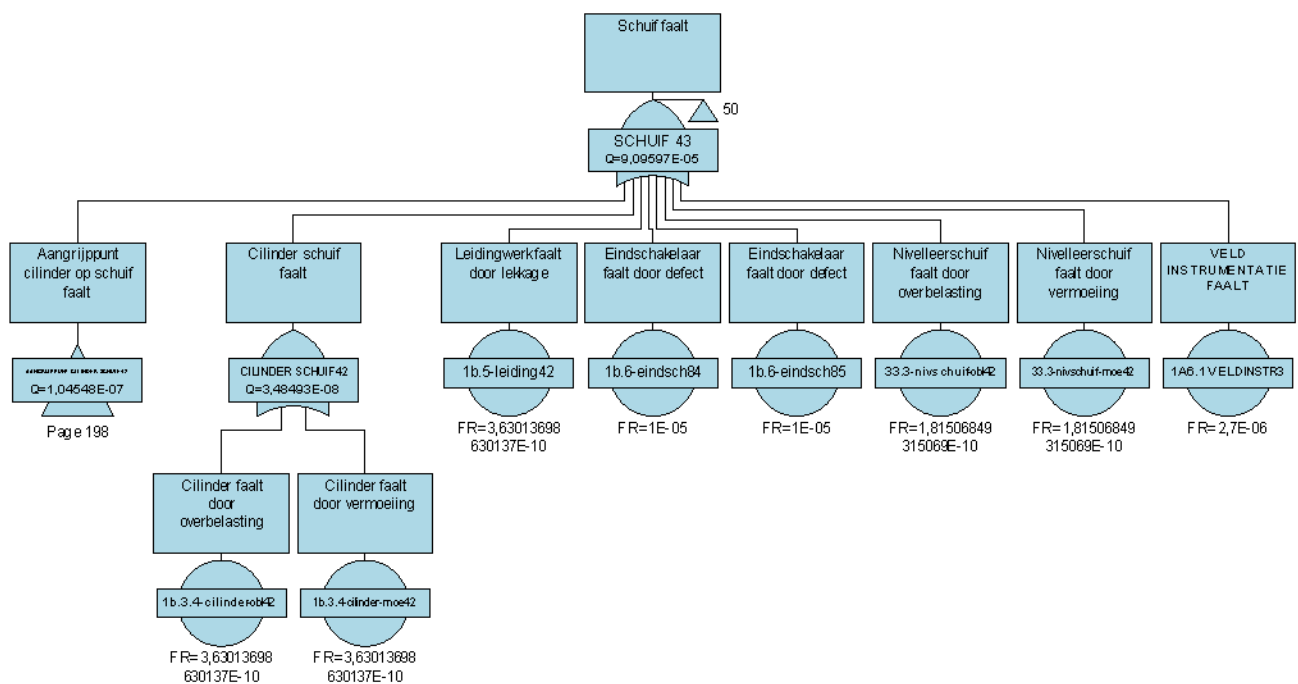 Schuif faalt
50
SCHUIF 43
Q=9,09597E-05
Aangrijppunt
cilinder op schuif
faalt
Cilinder schuif
faalt
Leidingwerkfaalt
door lekkage
Eindschakelaar
faalt door defect
Eindschakelaar
faalt door defect
Nivelleerschuif
faalt door
overbelasting
Nivelleerschuif
faalt door
vermoeiing
VELD
INSTRUMENTATIE
FAALT
Q=1,04548E-07
Page 198
CILINDER SCHUIF42
Q=3,48493E-08
1b.5-leiding42
FR=3,63013698
630137E-10
1b.6-eindsch84
FR=1E-05
1b.6-eindsch85
FR=1E-05
33.3-nivschuif-obl42
FR=1,81506849
315069E-10
33.3-nivschuif-moe42
FR=1,81506849
315069E-10
1A6.1VELDINSTR3
FR=2,7E-06
Cilinder faalt
door
overbelasting
Cilinder faalt
door vermoeiing
1b.3.4-cilinder-obl42
FR=3,63013698
630137E-10
1b.3.4-cilinder-moe42
FR=3,63013698
630137E-10